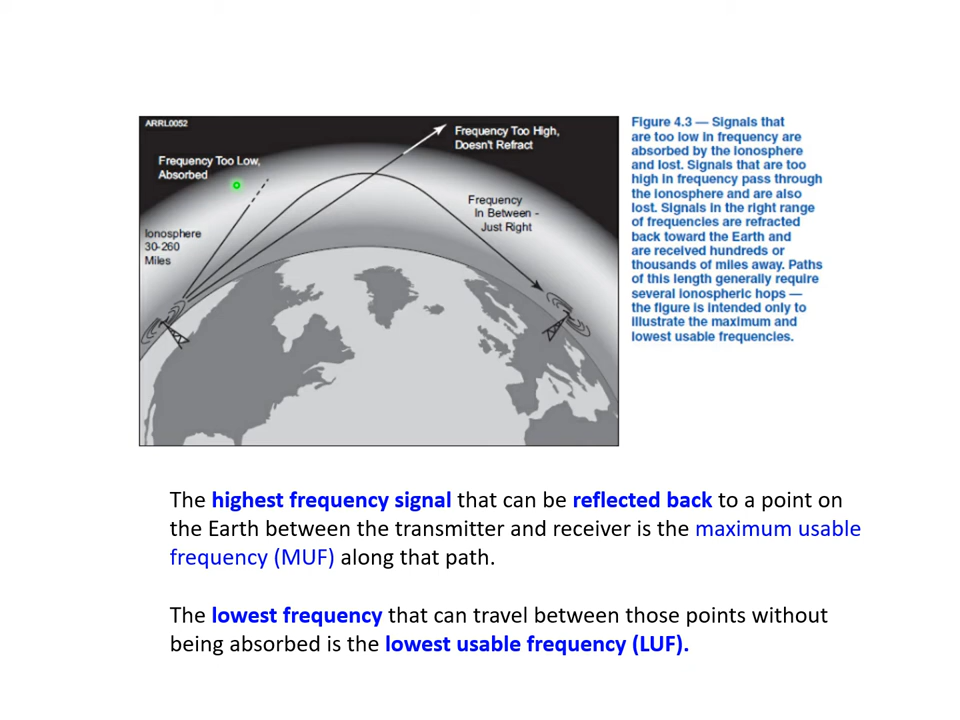 ARRL0052
Frequency Too High,
Doesn't Refract
Frequency Too Low,
Absorbed
Frequency
In Between -
Just Right
Ionosphere
30-260
Miles
Figure 4.3 — Signals that
are too low in frequency are
absorbed by the ionosphere
and lost. Signals that are too
high in frequency pass through
the ionosphere and are also
lost. Signals in the right range
of frequencies are refracted
back toward the Earth and
are received hundreds or
thousands of miles away. Paths
of this length generally require
several ionospheric hops —
the figure is intended only to
illustrate the maximum and
lowest usable frequencies.
The highest frequency signal that can be reflected back to a point on
the Earth between the transmitter and receiver is the maximum usable
frequency (MUF) along that path.
The lowest frequency that can travel between those points without
being absorbed is the lowest usable frequency (LUF).